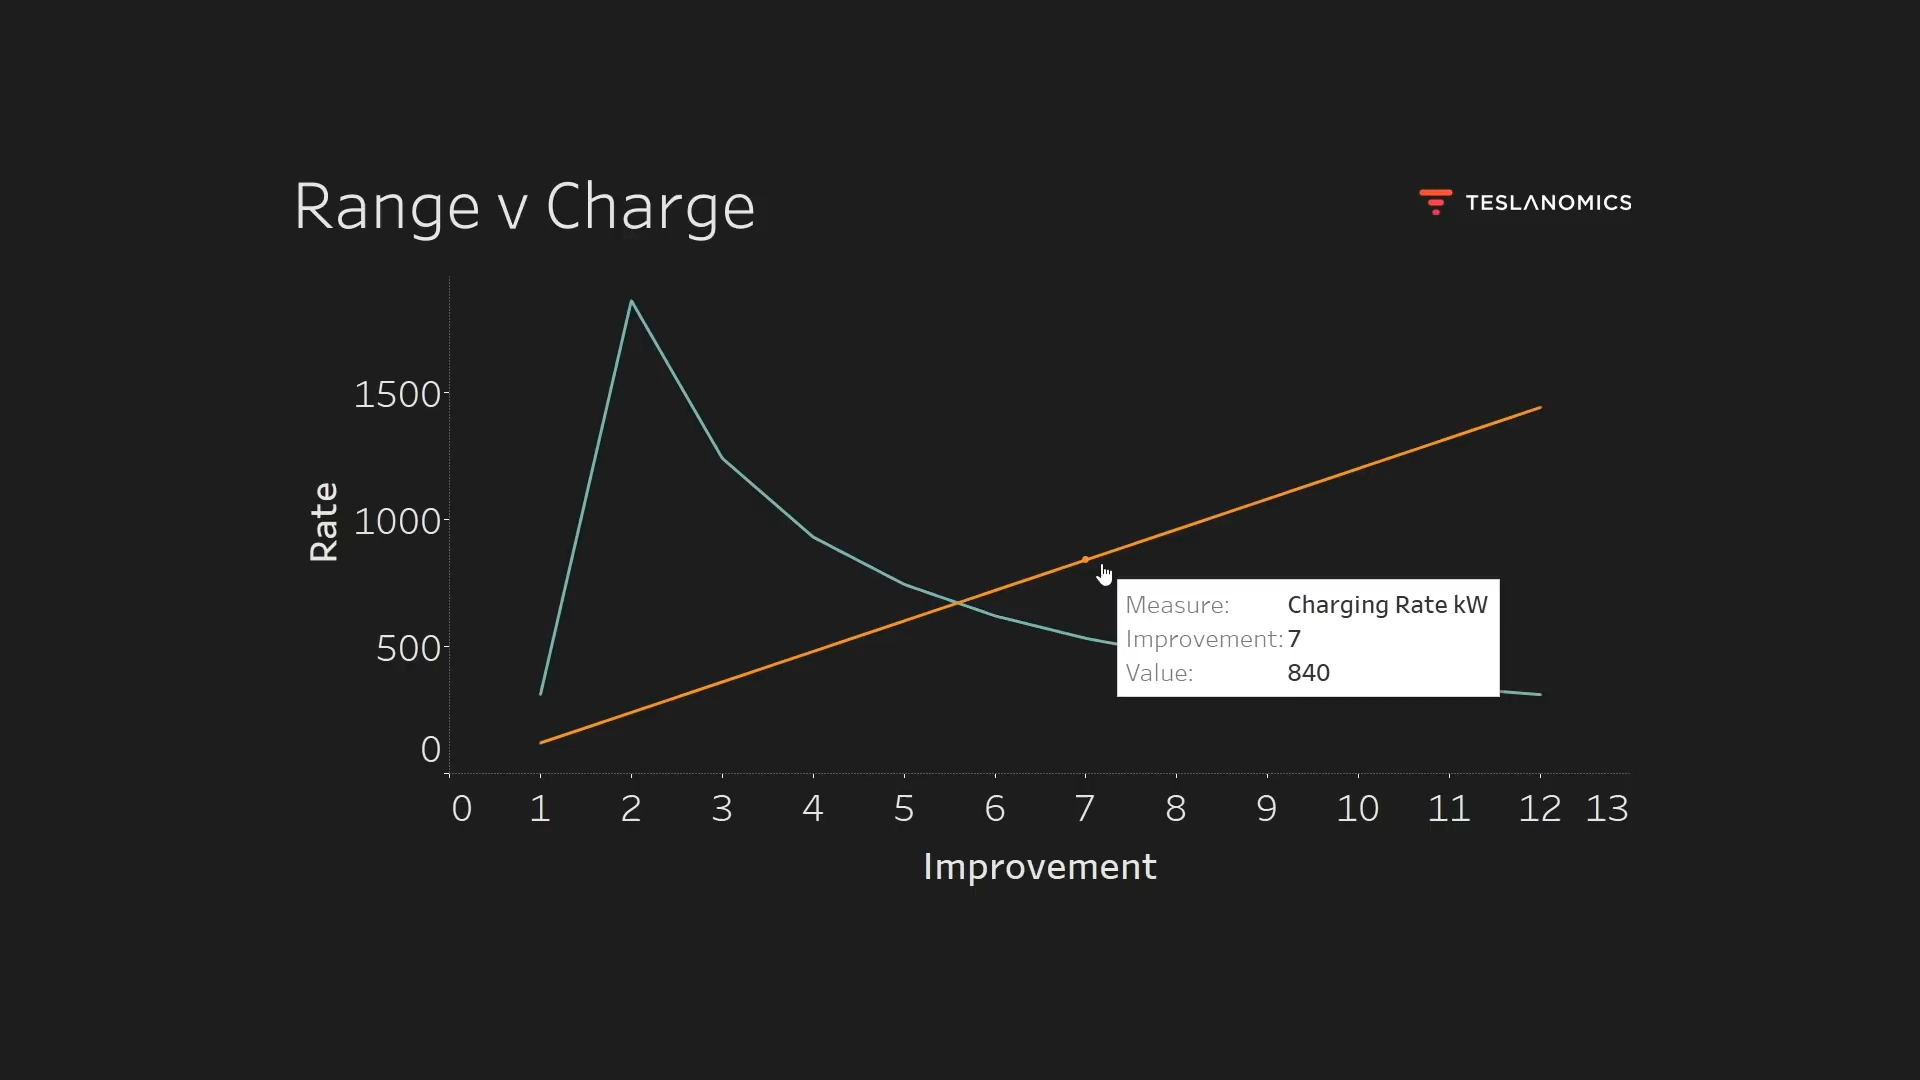 Range v Charge
TESLANOMICS
1500
1000
500
0
Rate
Measure: Charging Rate kW
Improvement: 7
Value: 840
0 1 2 3 4 5 6 7 8 9 10 11 12 13
Improvement